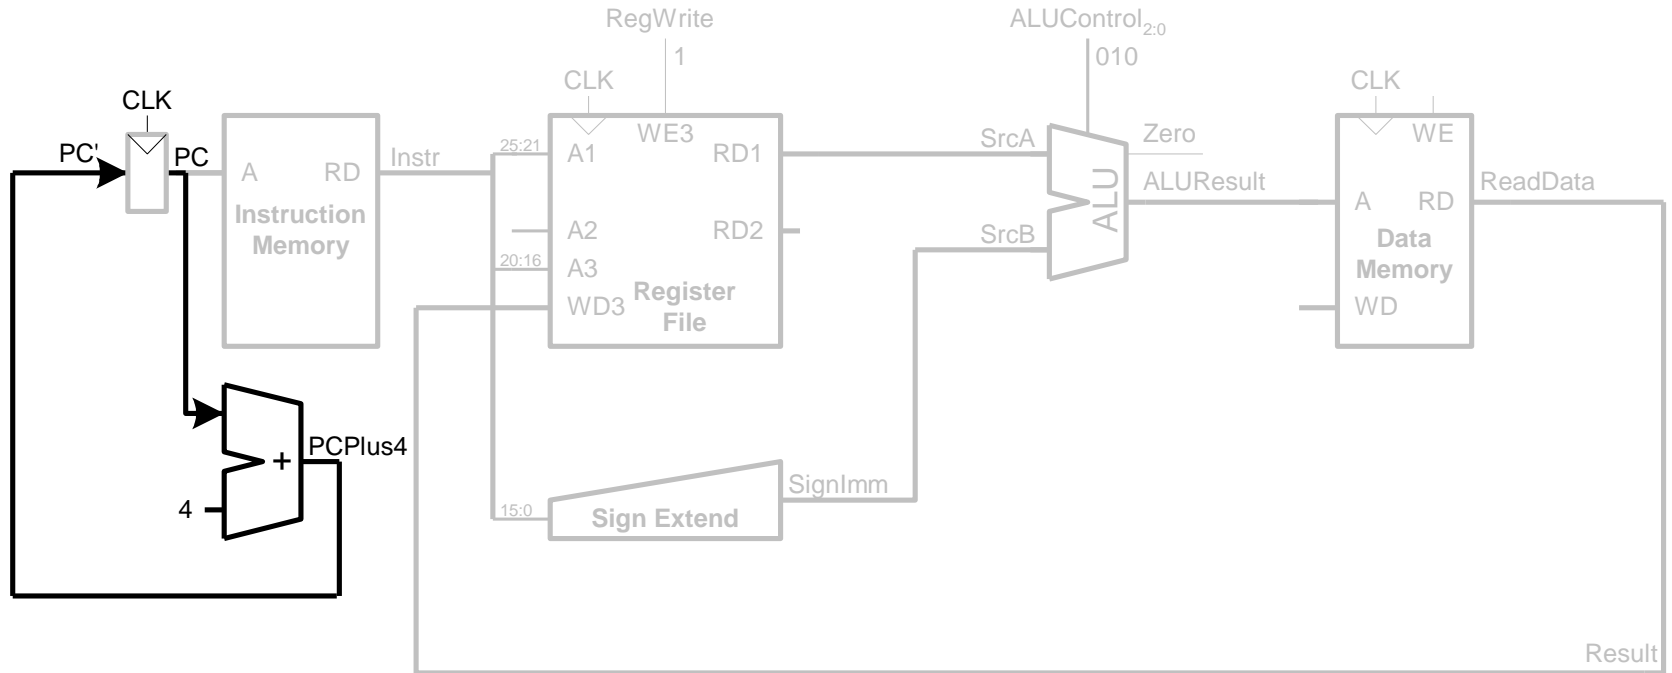 RegWrite
ALUControl2:0
1
010
CLK
CLK
CLK
WE3
WE
PC'
PC
A
RD
Instr
25:21
A1
RD1
SrcA
Zero
ALUResult
ALU
A
RD
ReadData
Instruction
Memory
A2
RD2
SrcB
Data
Memory
20:16
A3
WD3
Register
File
WD
PCPlus4
+
4
SignImm
15:0
Sign Extend
Result